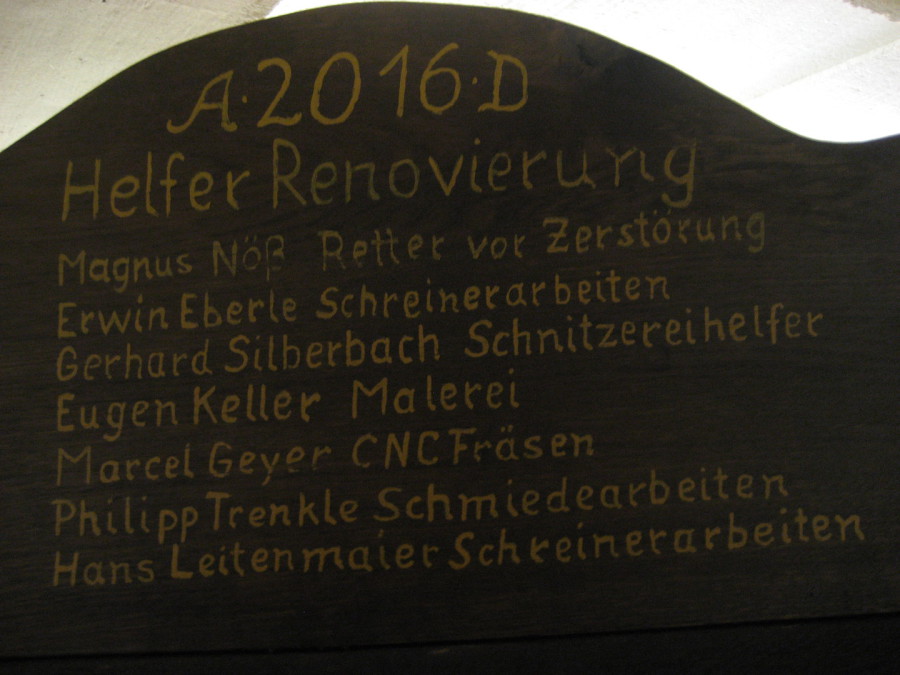 A·2016·D
Helfer Renovierung
Magnus Nöß Retter vor Zerstörung
Erwin Eberle Schreinerarbeiten
Gerhard Silberbach Schnitzereihelfer
Eugen Keller Malerei
Marcel Geyer CNC Fräsen
Philipp Trenkle Schmiedearbeiten
Hans Leitenmaier Schreinerarbeiten